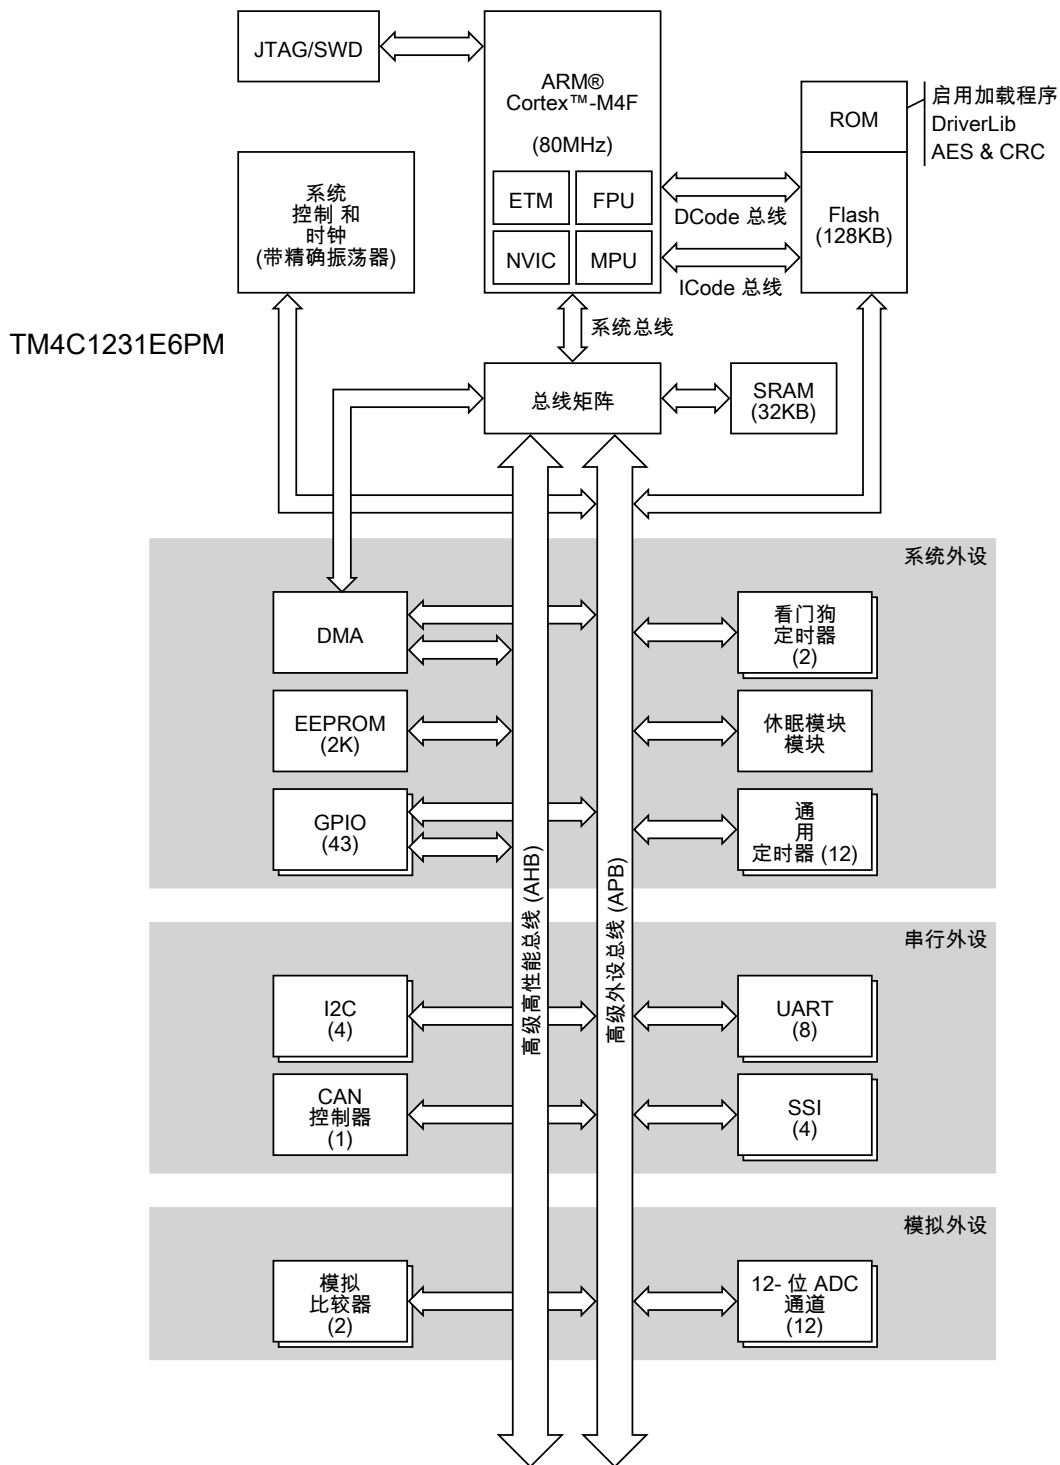 JTAG/SWD
ARM®
Cortex™-M4F
(80MHz)
ETM
FPU
NVIC
MPU
ROM
启用加载程序
DriverLib
AES & CRC
Flash
(128KB)
DCode 总线
ICode 总线
系统
控制 和
时钟
(带精确振荡器)
系统总线
TM4C1231E6PM
总线矩阵
SRAM
(32KB)
系统外设
DMA
看门狗
定时器
(2)
EEPROM
(2K)
休眠模块
模块
GPIO
(43)
通
用
定时器 (12)
高级高性能总线 (AHB)
高级外设总线 (APB)
串行外设
I2C
(4)
UART
(8)
CAN
控制器
(1)
SSI
(4)
模拟外设
模拟
比较器
(2)
12- 位 ADC
通道
(12)